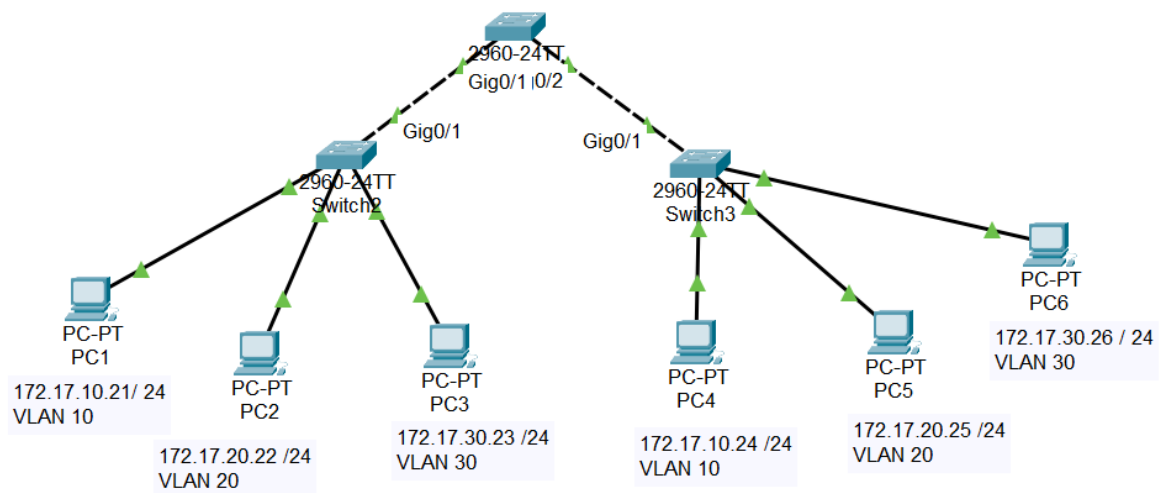 2960-24TT
Gig0/1
0/2
Gig0/1
Gig0/1
2960-24TT
Switch2
2960-24TT
Switch3
PC-PT
PC1
172.17.10.21/ 24
VLAN 10
PC-PT
PC2
172.17.20.22 /24
VLAN 20
PC-PT
PC3
172.17.30.23 /24
VLAN 30
PC-PT
PC4
172.17.10.24 /24
VLAN 10
PC-PT
PC5
172.17.20.25 /24
VLAN 20
PC-PT
PC6
172.17.30.26 / 24
VLAN 30